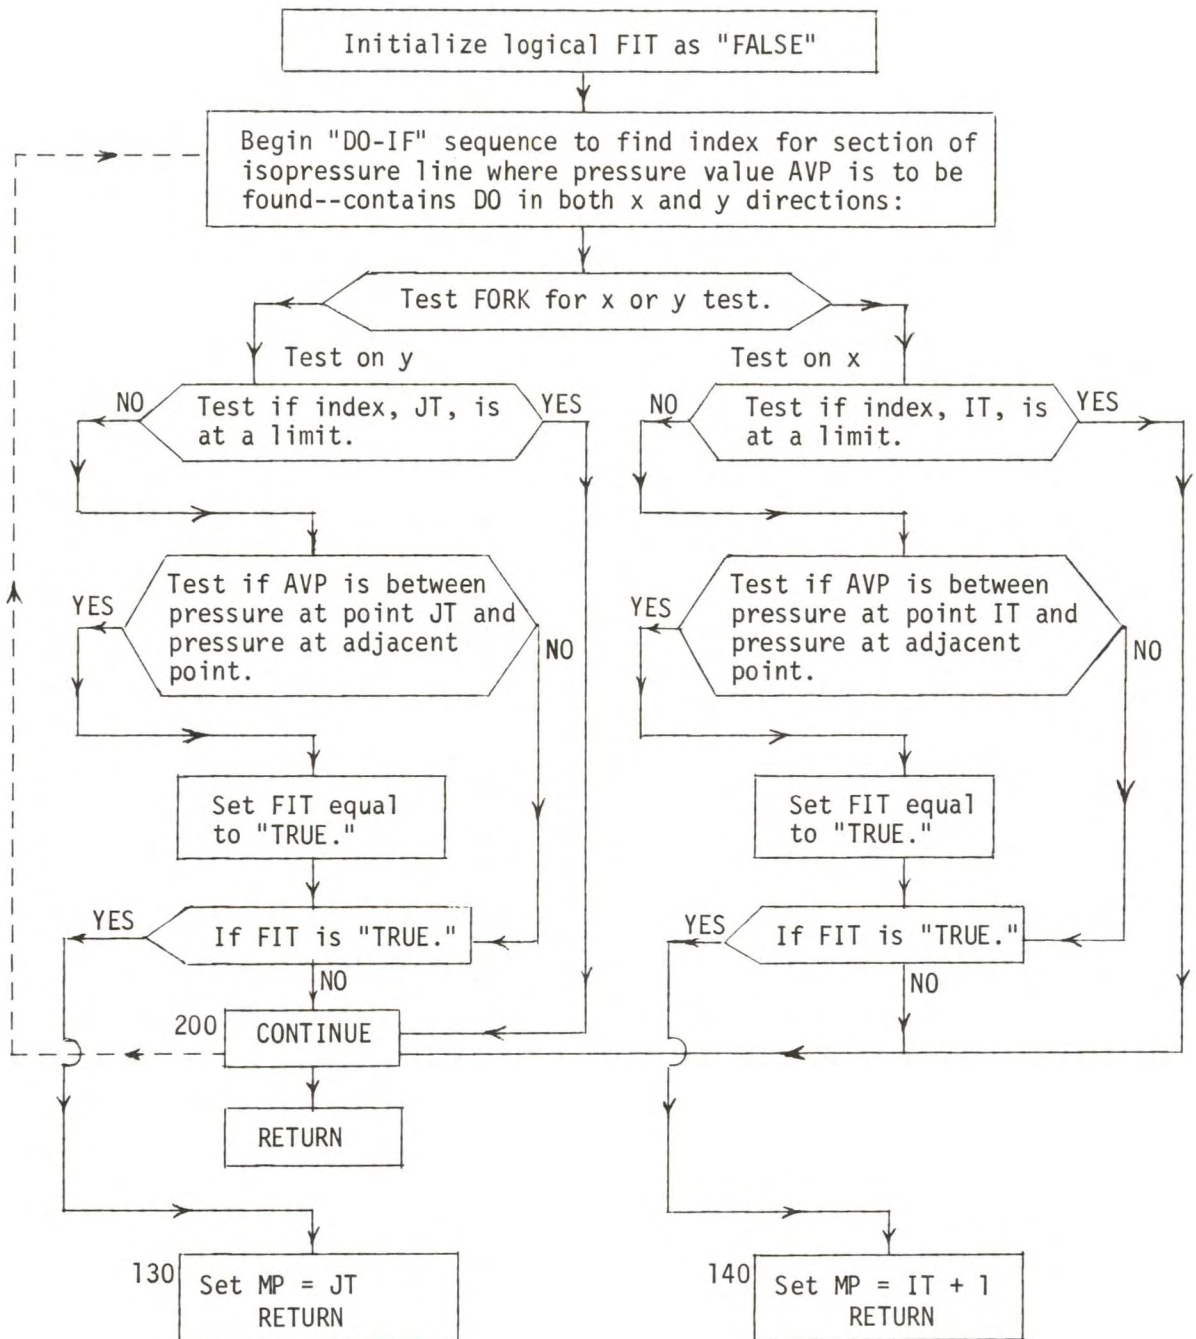 Initialize logical FIT as "FALSE"
Begin "DO-IF" sequence to find index for section of
isopressure line where pressure value AVP is to be
found--contains DO in both x and y directions:
Test FORK for x or y test.
Test on y
Test on x
NO
Test if index, JT, is
at a limit.
YES
NO
Test if index, IT, is
at a limit.
YES
YES
Test if AVP is between
pressure at point JT and
pressure at adjacent
point.
NO
YES
Test if AVP is between
pressure at point IT and
pressure at adjacent
point.
NO
Set FIT equal
to "TRUE."
Set FIT equal
to "TRUE."
YES
If FIT is "TRUE."
NO
YES
If FIT is "TRUE."
NO
200
CONTINUE
RETURN
130
Set MP = JT
RETURN
140
Set MP = IT + 1
RETURN